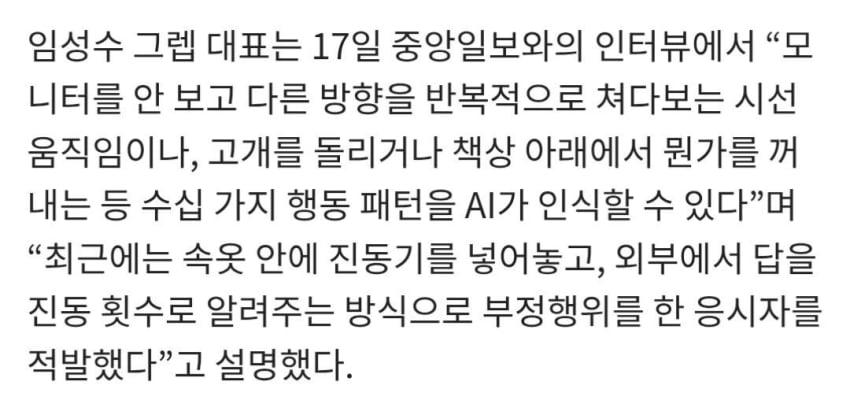 임성수 그렙 대표는 17일 중앙일보와의 인터뷰에서 “모
니터를 안 보고 다른 방향을 반복적으로 쳐다보는 시선
움직임이나, 고개를 돌리거나 책상 아래에서 뭔가를 꺼
내는 등 수십 가지 행동 패턴을 AI가 인식할 수 있다”며
“최근에는 속옷 안에 진동기를 넣어놓고, 외부에서 답을
진동 횟수로 알려주는 방식으로 부정행위를 한 응시자를
적발했다”고 설명했다.